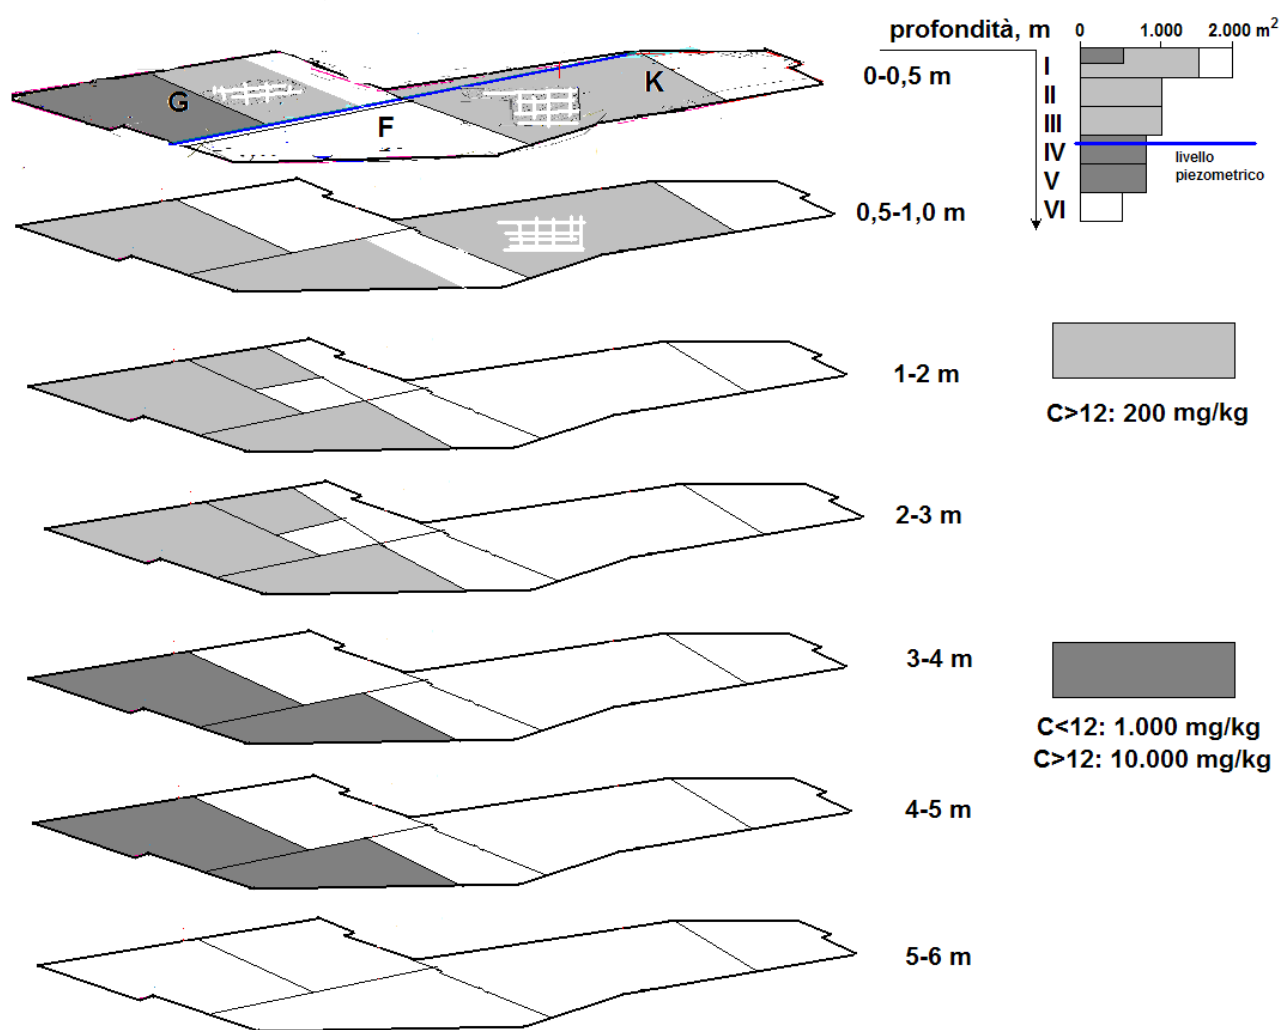 profondità, m
0 1.000 2.000 m²
0-0,5 m
I
II
III
IV
V
VI
livello
piezometrico
G
F
K
0,5-1,0 m
1-2 m
C>12: 200 mg/kg
2-3 m
3-4 m
C<12: 1.000 mg/kg
C>12: 10.000 mg/kg
4-5 m
5-6 m